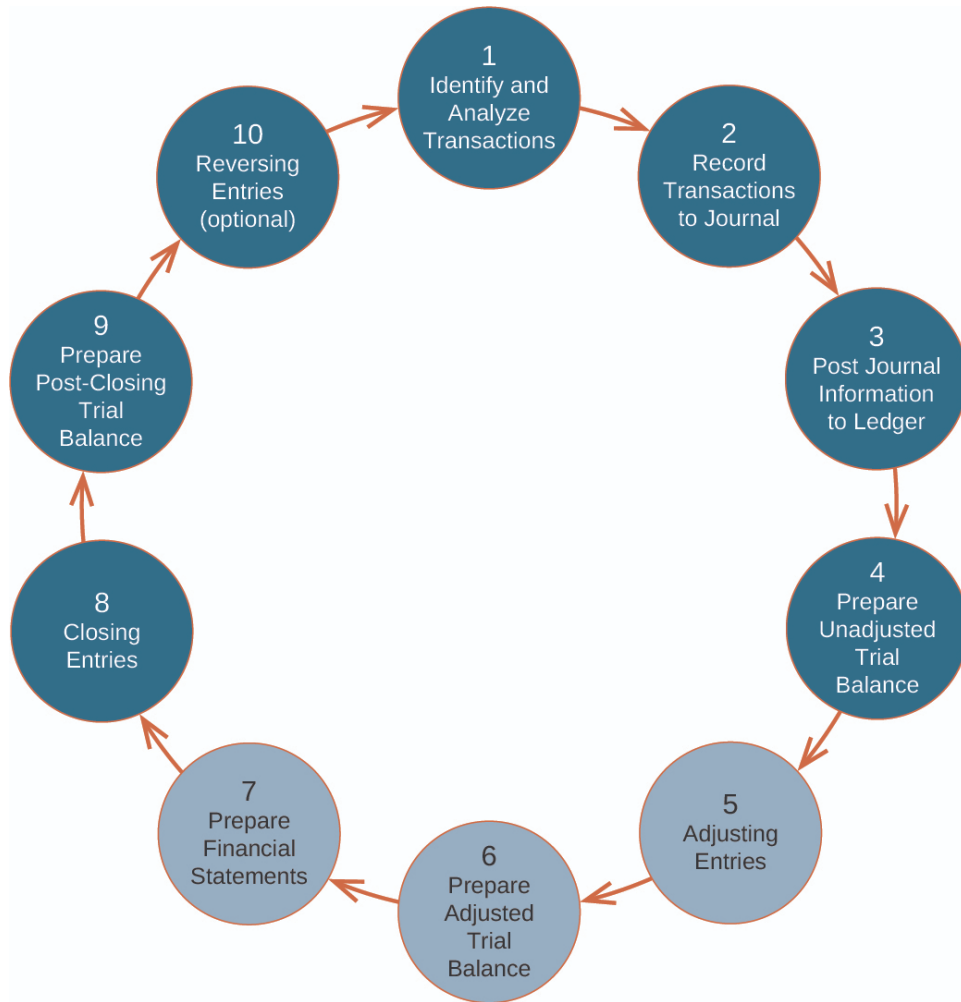 1
Identify and
Analyze
Transactions
2
Record
Transactions
to Journal
3
Post Journal
Information
to Ledger
4
Prepare
Unadjusted
Trial
Balance
5
Adjusting
Entries
6
Prepare
Adjusted
Trial
Balance
7
Prepare
Financial
Statements
8
Closing
Entries
9
Prepare
Post-Closing
Trial
Balance
10
Reversing
Entries
(optional)